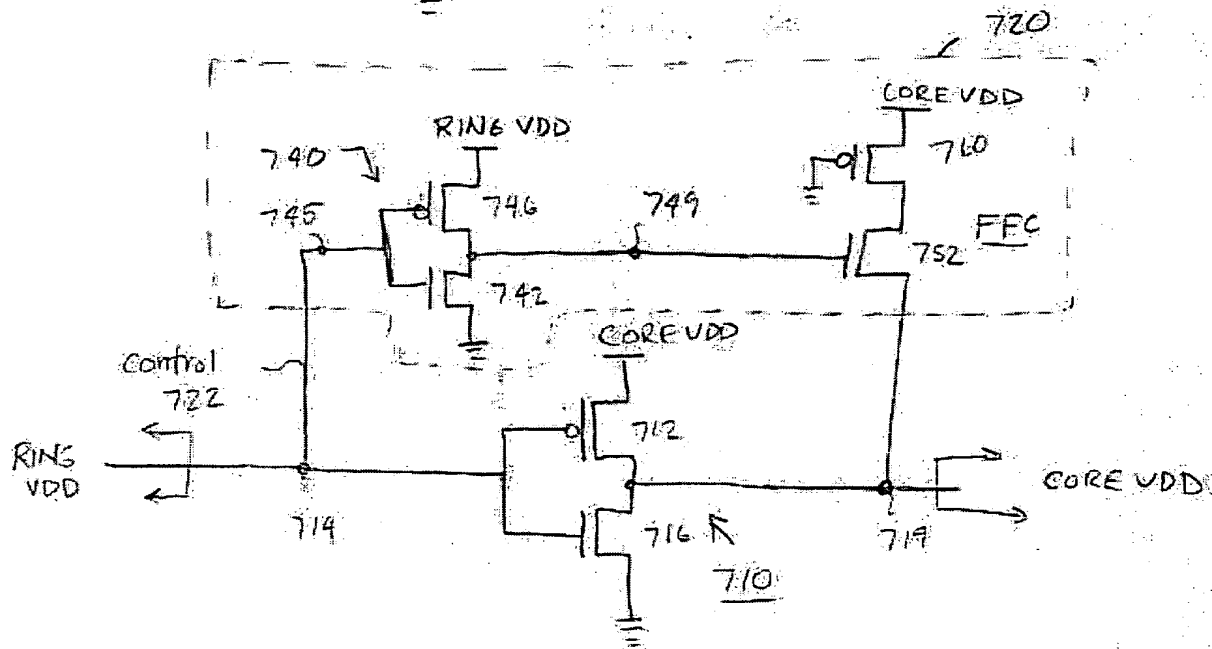 720
CORE VDD
RING VDD
740
760
745
746
749
FFC
752
742
CORE VDD
Control
722
712
RING
VDD
CORE VDD
714
716
719
710